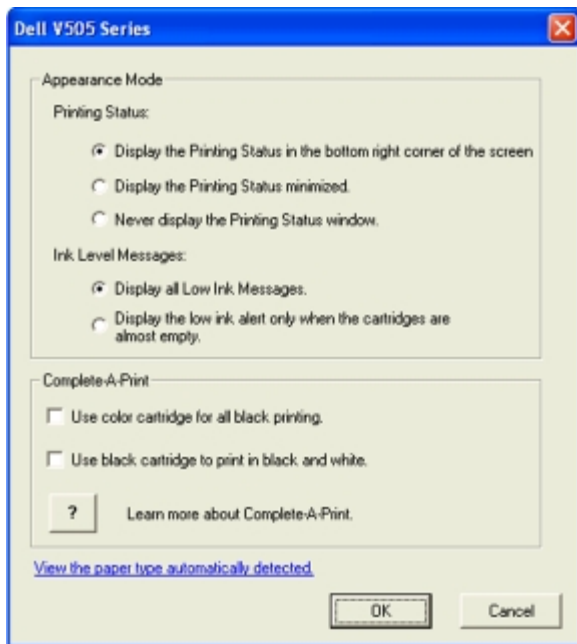 Dell V505 Series
Appearance Mode
Printing Status:
Display the Printing Status in the bottom right corner of the screen
Display the Printing Status minimized.
Never display the Printing Status window.
Ink Level Messages:
Display all Low Ink Messages.
Display the low ink alert only when the cartridges are
almost empty.
Complete-A-Print
Use color cartridge for all black printing.
Use black cartridge to print in black and white.
? Learn more about Complete-A-Print.
View the paper type automatically detected.
OK Cancel